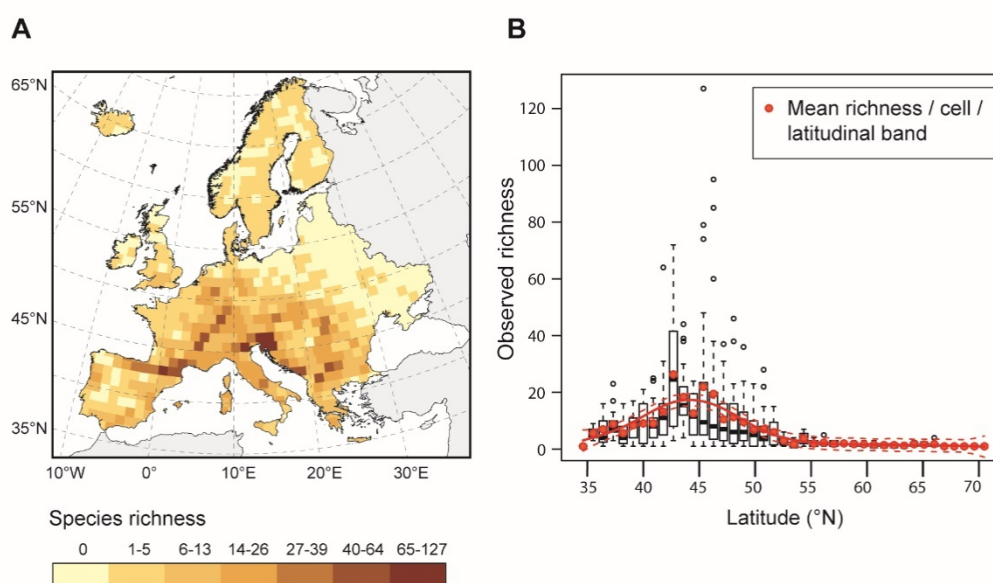 A
65°N
55°N
45°N
35°N
10°W 0° 10°E 20°E 30°E
Species richness
0 1-5 6-13 14-26 27-39 40-64 65-127
B
Observed richness
120
100
80
60
40
20
0
Mean richness / cell /
latitudinal band
35 40 45 50 55 60 65 70
Latitude (°N)